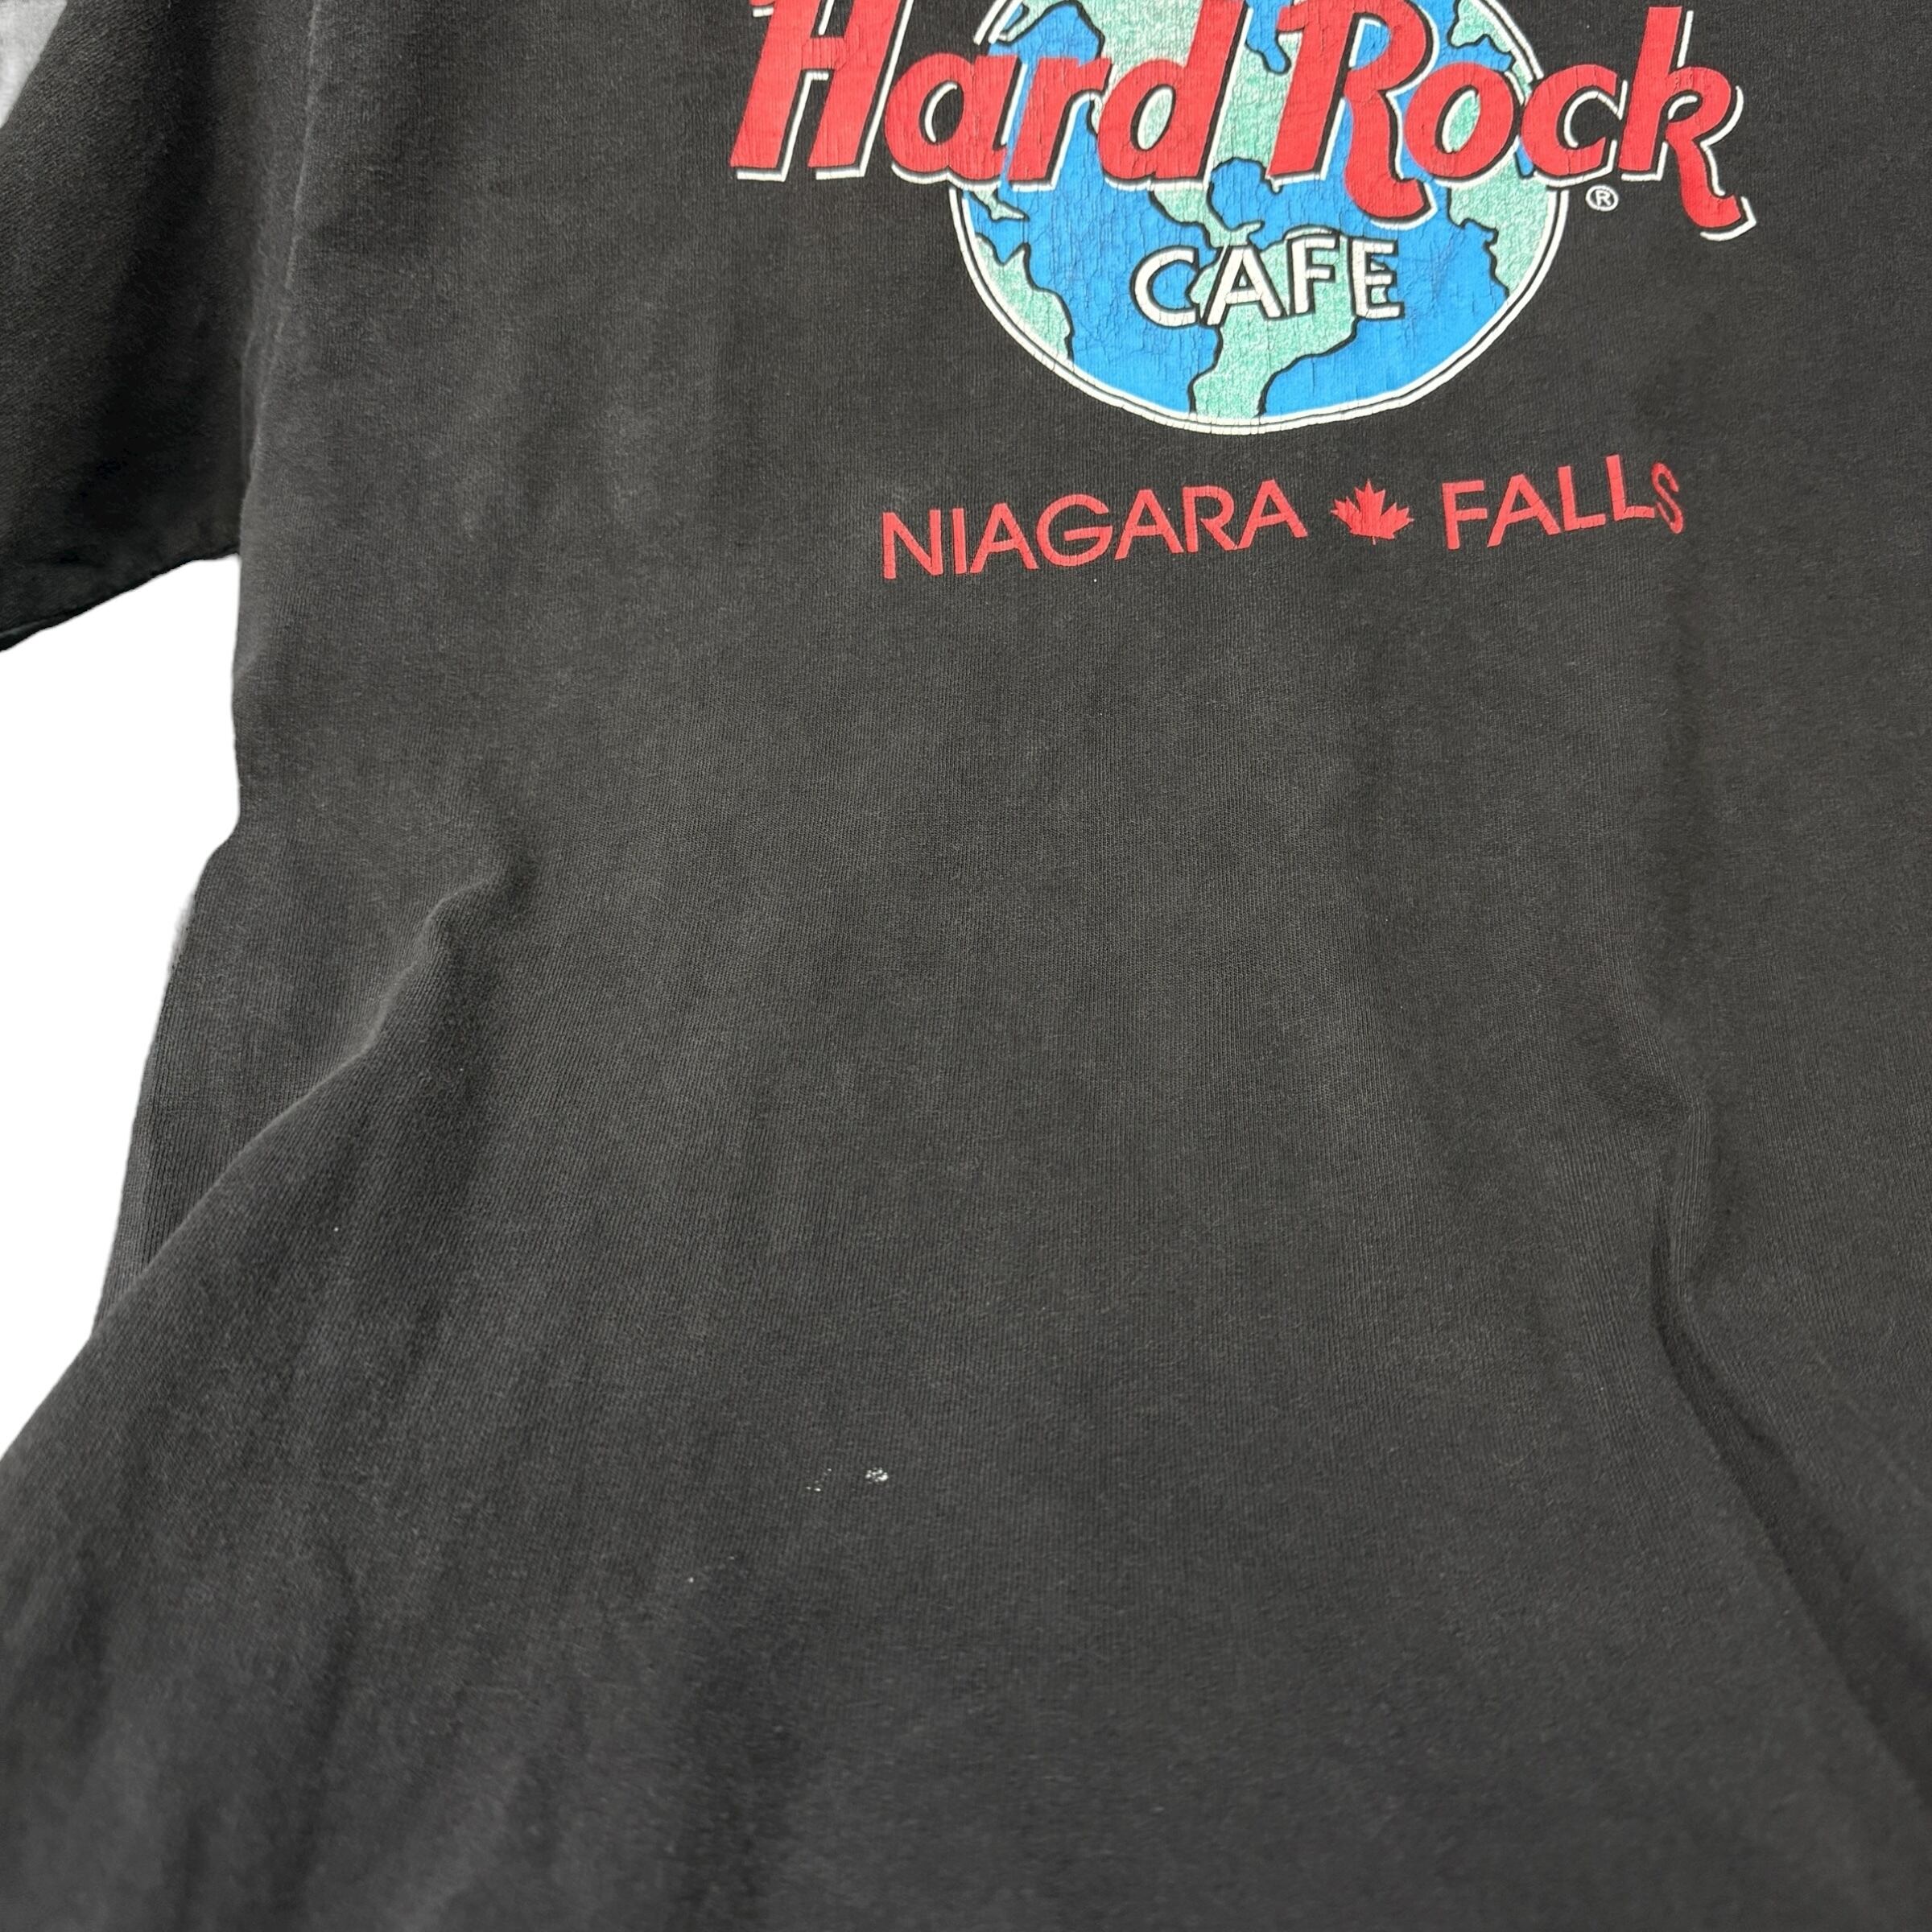 Hard Rock
®
CAFE
NIAGARA FALLS